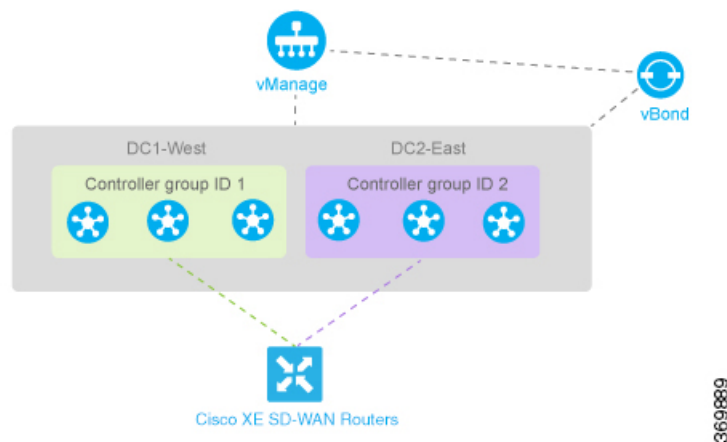 vManage
vBond
DC1-West
DC2-East
Controller group ID 1
Controller group ID 2
Cisco XE SD-WAN Routers
369889